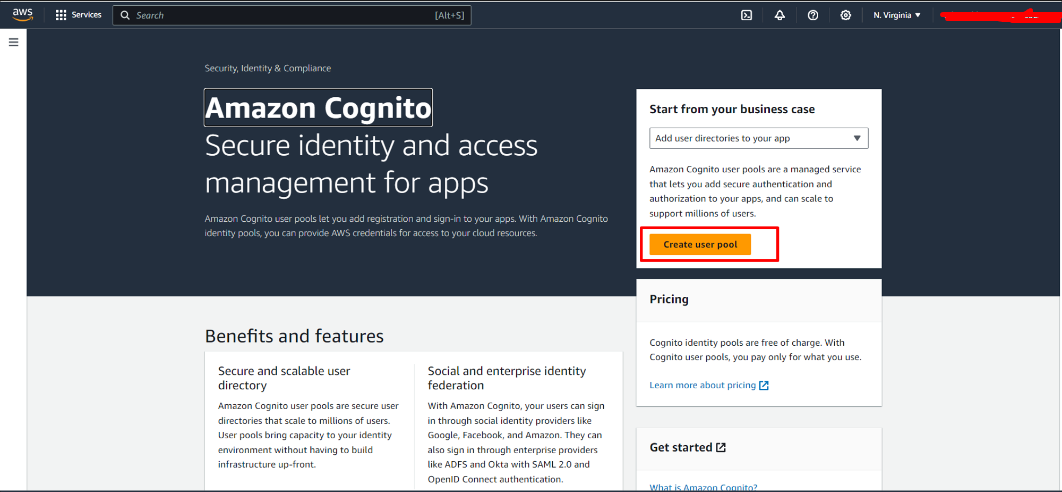 aws
Services
Search
[Alt+S]
N. Virginia
Security, Identity & Compliance
Amazon Cognito
Secure identity and access
management for apps
Amazon Cognito user pools let you add registration and sign-in to your apps. With Amazon Cognito
identity pools, you can provide AWS credentials for access to your cloud resources.
Start from your business case
Add user directories to your app
Amazon Cognito user pools are a managed service
that lets you add secure authentication and
authorization to your apps, and can scale to
support millions of users.
Create user pool
Pricing
Cognito identity pools are free of charge. With
Cognito user pools, you pay only for what you use.
Learn more about pricing
Get started
What is Amazon Cognito?
Benefits and features
Secure and scalable user
directory
Amazon Cognito user pools are secure user
directories that scale to millions of users.
User pools bring capacity to your identity
environment without having to build
infrastructure up-front.
Social and enterprise identity
federation
With Amazon Cognito, your users can sign
in through social identity providers like
Google, Facebook, and Amazon. They can
also sign in through enterprise providers
like ADFS and Okta with SAML 2.0 and
OpenID Connect authentication.